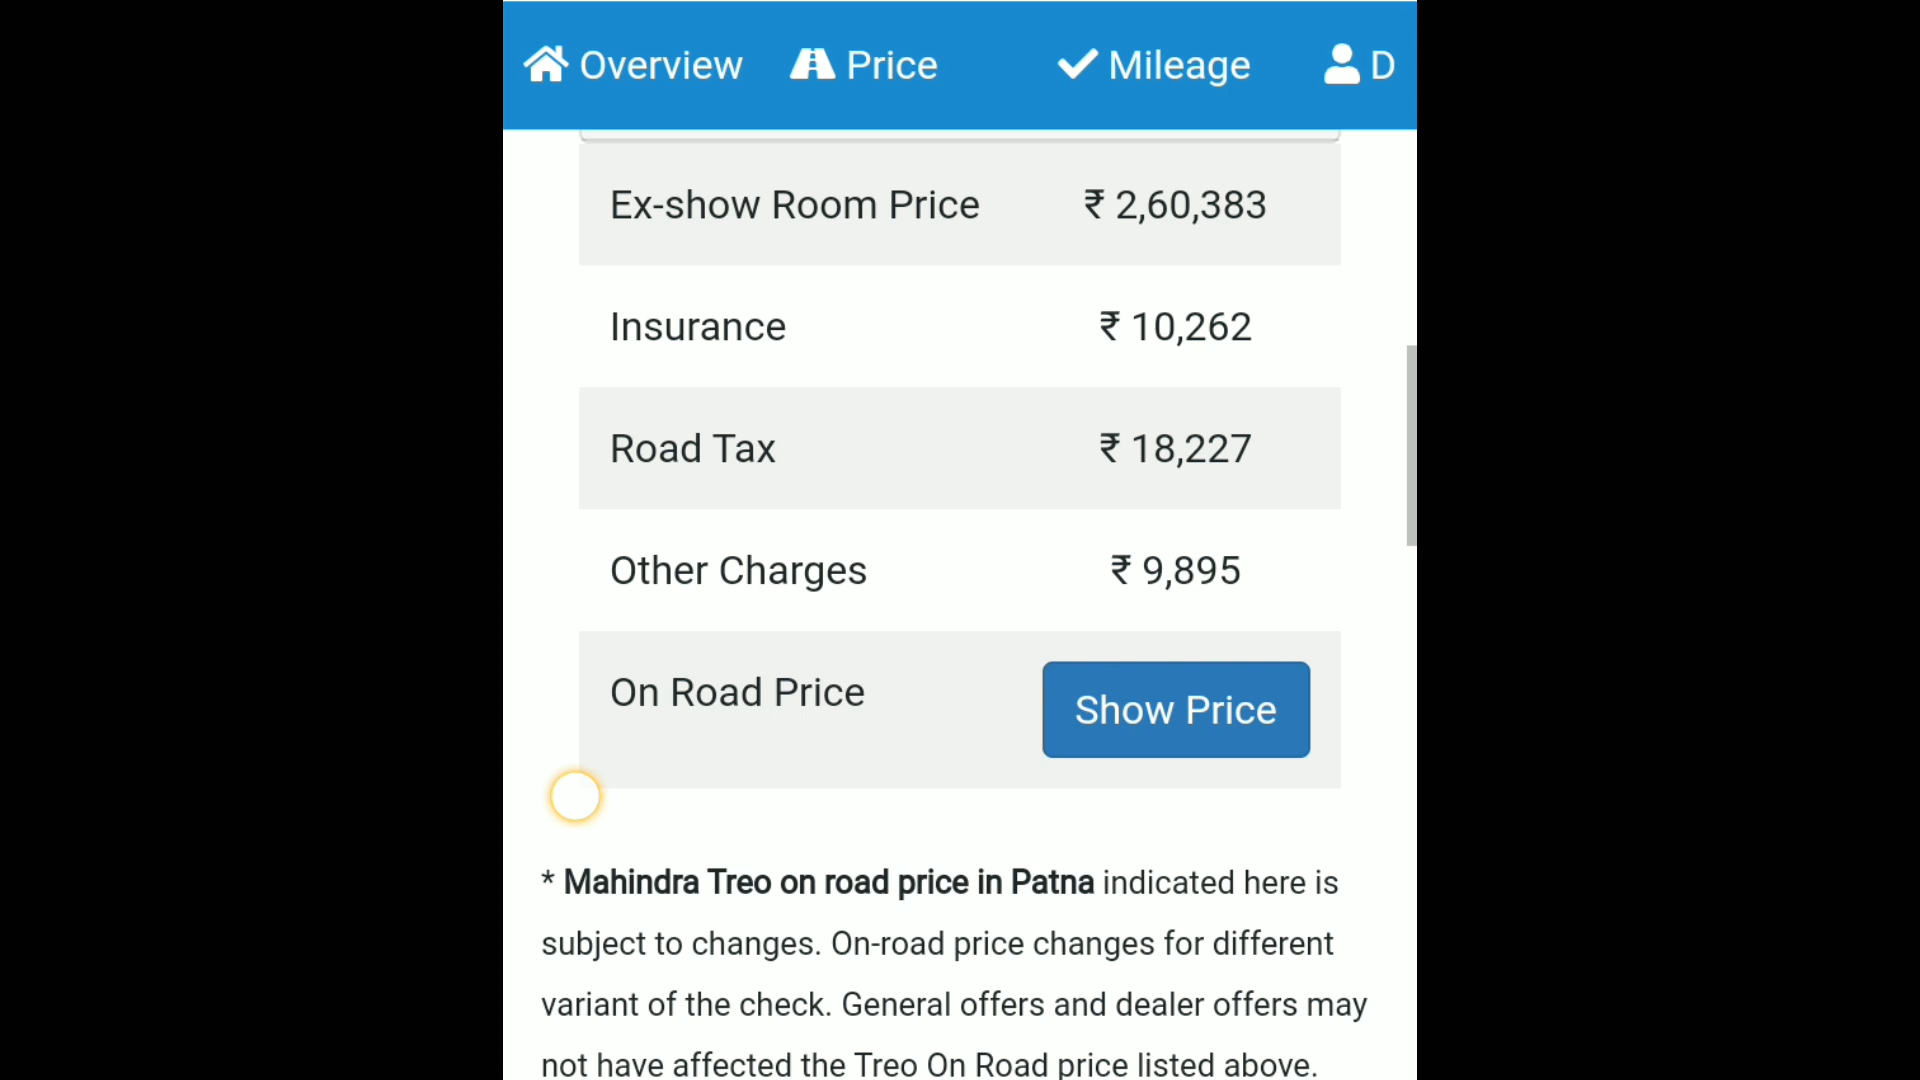 Overview Price Mileage D
Ex-show Room Price ₹ 2,60,383
Insurance ₹ 10,262
Road Tax ₹ 18,227
Other Charges ₹ 9,895
On Road Price Show Price
* Mahindra Treo on road price in Patna indicated here is
subject to changes. On-road price changes for different
variant of the check. General offers and dealer offers may
not have affected the Treo On Road price listed above.